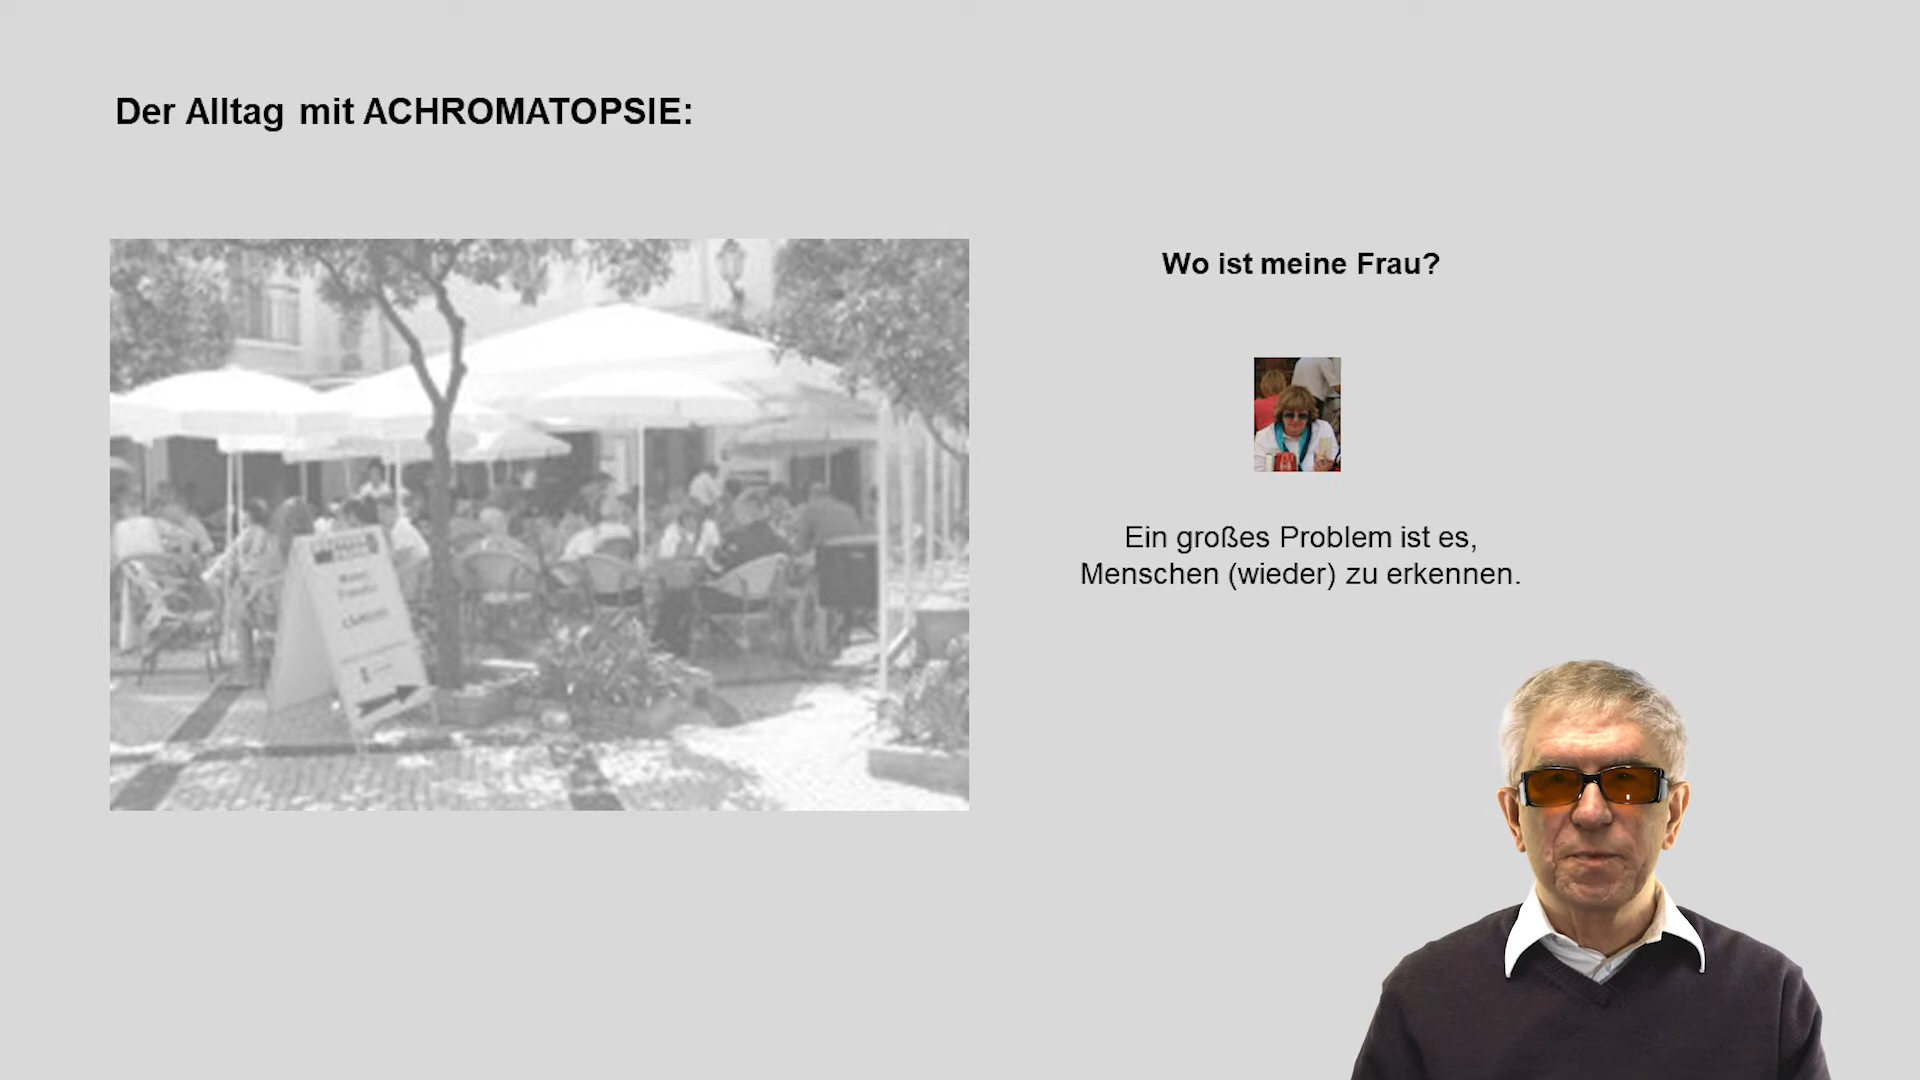 Der Alltag mit ACHROMATOPSIE:
Wo ist meine Frau?
Ein großes Problem ist es,
Menschen (wieder) zu erkennen.